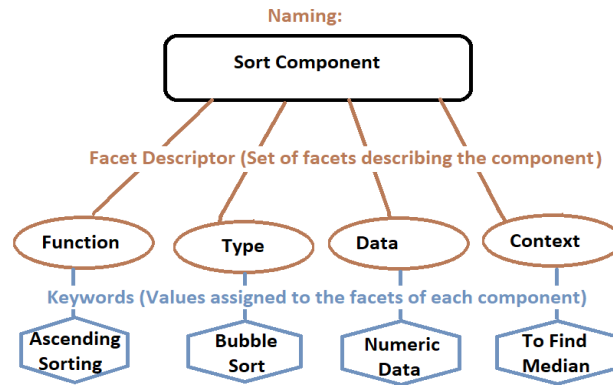 Naming:
Sort Component
Facet Descriptor (Set of facets describing the component)
Function
Type
Data
Context
Keywords (Values assigned to the facets of each component)
Ascending
Sorting
Bubble
Sort
Numeric
Data
To Find
Median